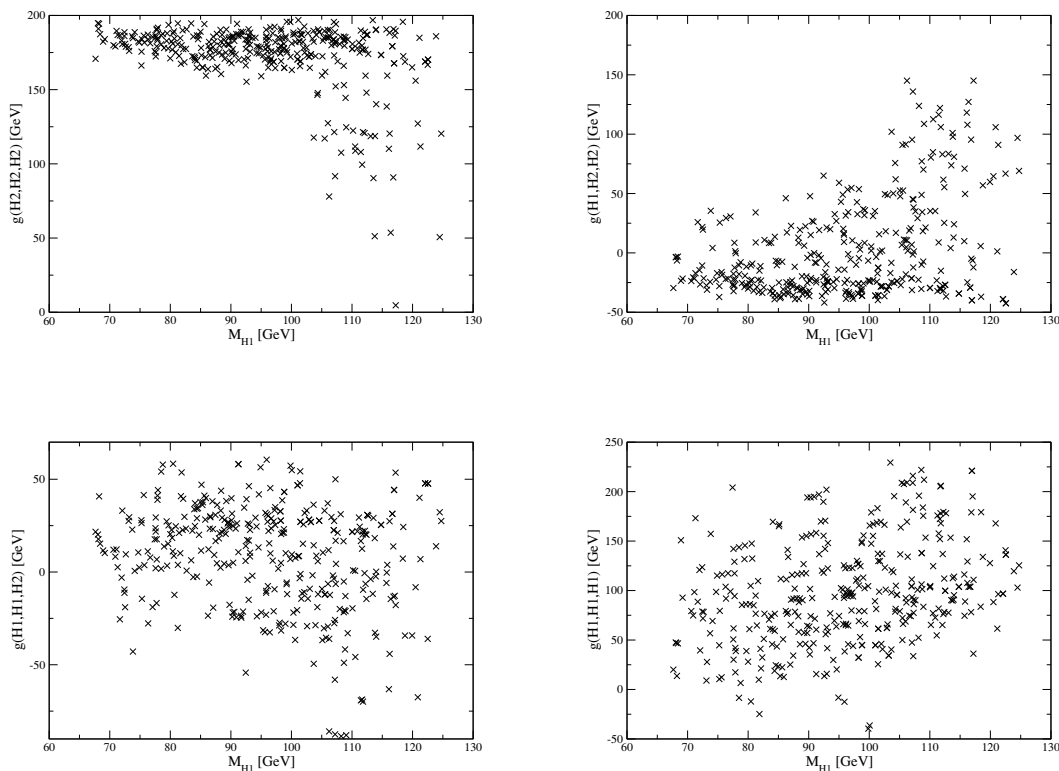 200
150
100
50
0
g(H2,H2,H2) [GeV]
60 70 80 90 100 110 120 130
M_H1 [GeV]
200
150
100
50
0
-50
g(H1,H2,H2) [GeV]
60 70 80 90 100 110 120 130
M_H1 [GeV]
50
0
-50
g(H1,H1,H2) [GeV]
60 70 80 90 100 110 120 130
M_H1 [GeV]
250
200
150
100
50
0
-50
g(H1,H1,H1) [GeV]
60 70 80 90 100 110 120 130
M_H1 [GeV]